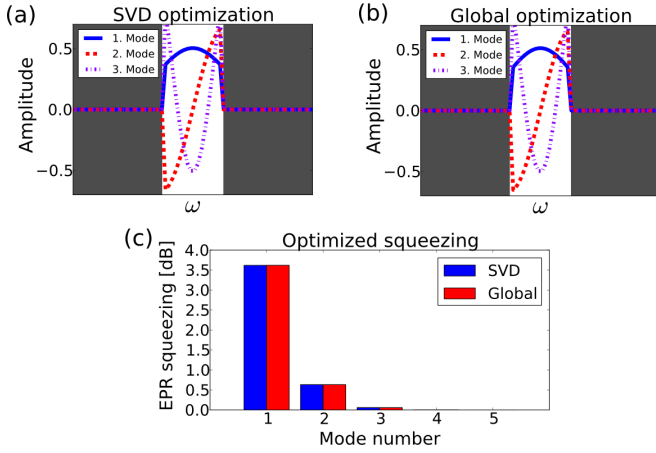 (a)
SVD optimization
Amplitude
0.5
0.0
−0.5
1. Mode
2. Mode
3. Mode
ω
(b)
Global optimization
Amplitude
0.5
0.0
−0.5
1. Mode
2. Mode
3. Mode
ω
(c)
Optimized squeezing
EPR squeezing [dB]
4.0
3.5
3.0
2.5
2.0
1.5
1.0
0.5
0.0
SVD
Global
1 2 3 4 5
Mode number